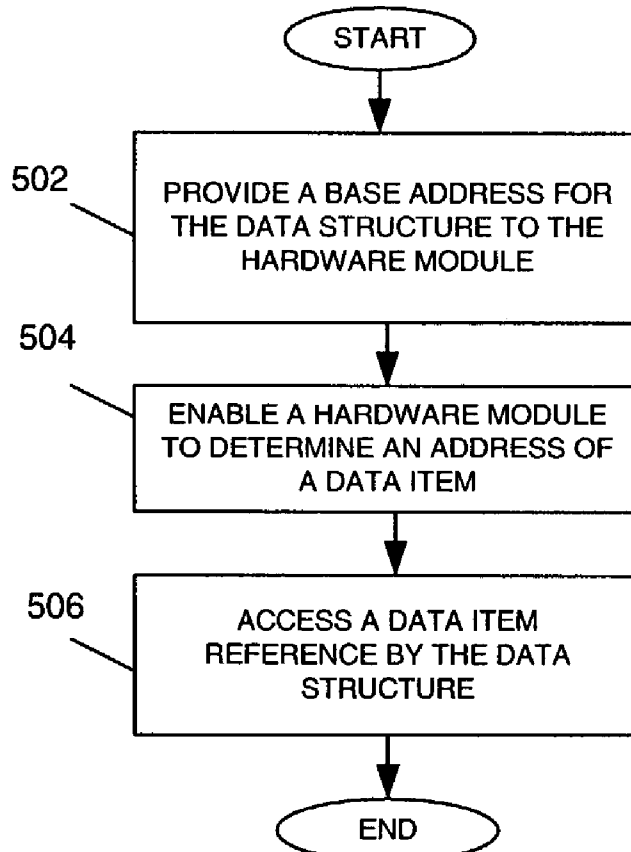 START
502
PROVIDE A BASE ADDRESS FOR
THE DATA STRUCTURE TO THE
HARDWARE MODULE
504
ENABLE A HARDWARE MODULE
TO DETERMINE AN ADDRESS OF
A DATA ITEM
506
ACCESS A DATA ITEM
REFERENCE BY THE DATA
STRUCTURE
END